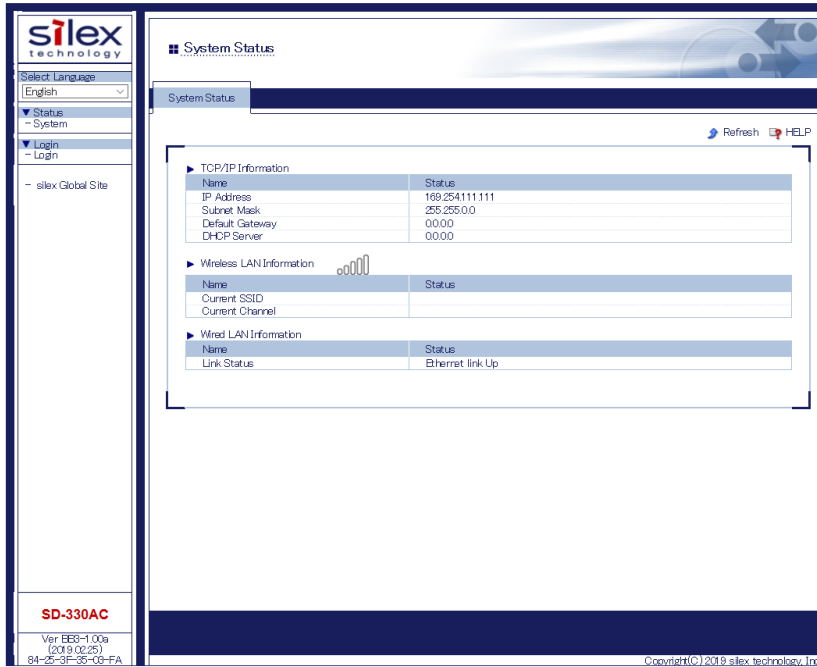 silex
technology
Select Language
English
▼ Status
- System
▼ Login
- Login
- silex Global Site
SD-330AC
Ver BB3-1.00a
(2019.02.25)
84-25-3F-35-03-FA
System Status
System Status
Refresh HELP
▶ TCP/IP Information
Name Status
IP Address 169.254.111.111
Subnet Mask 255.255.0.0
Default Gateway 0.0.0.0
DHCP Server 0.0.0.0
▶ Wireless LAN Information
Name Status
Current SSID
Current Channel
▶ Wired LAN Information
Name Status
Link Status Ethernet link Up
Copyright(C) 2019 silex technology, Inc